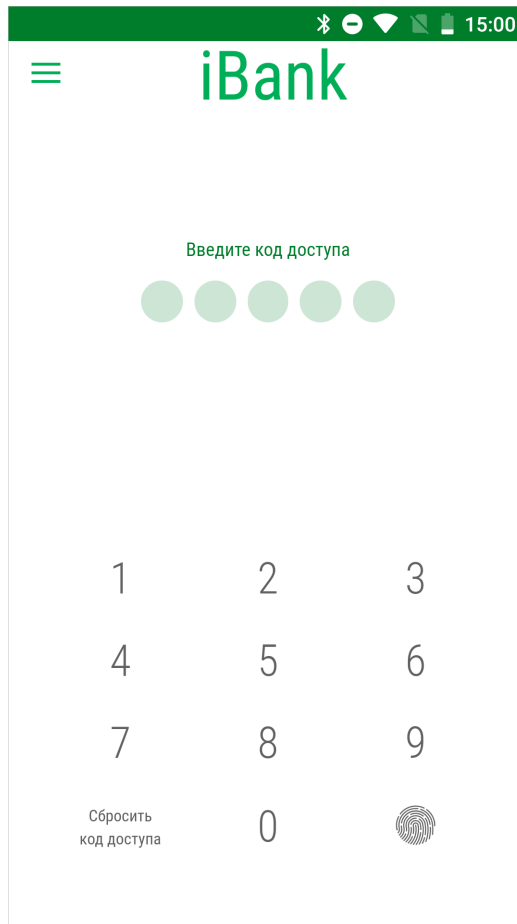 15:00
iBank
Введите код доступа
1 2 3
4 5 6
7 8 9
Сбросить
код доступа
0